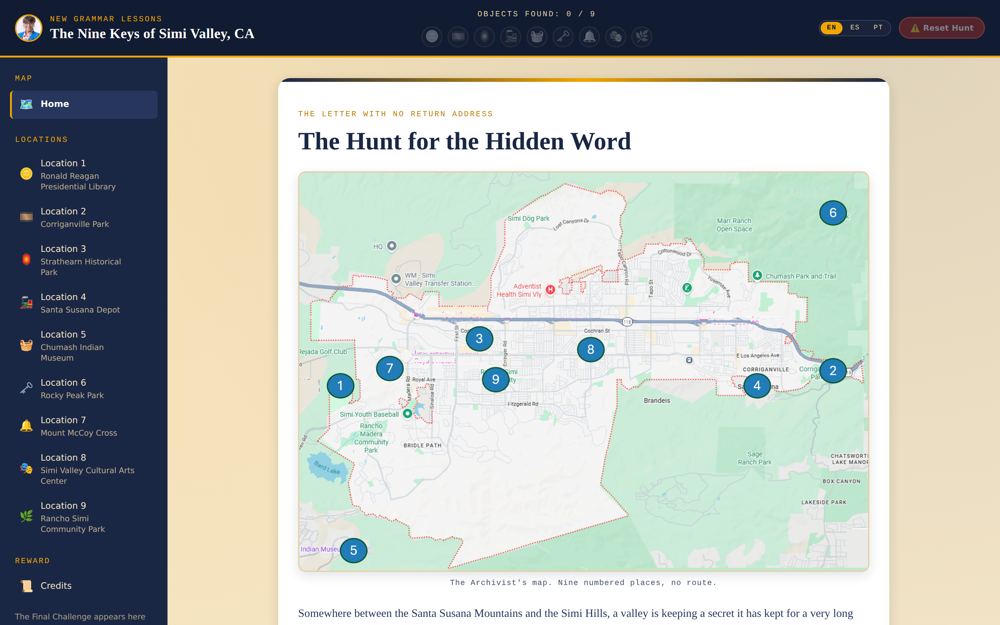 NEW GRAMMAR LESSONS
The Nine Keys of Simi Valley, CA
OBJECTS FOUND: 0 / 9
EN ES PT
Reset Hunt
MAP
Home
LOCATIONS
Location 1
Ronald Reagan
Presidential Library
Location 2
Corriganville Park
Location 3
Strathearn Historical
Park
Location 4
Santa Susana Depot
Location 5
Chumash Indian
Museum
Location 6
Rocky Peak Park
Location 7
Mount McCoy Cross
Location 8
Simi Valley Cultural Arts
Center
Location 9
Rancho Simi
Community Park
REWARD
Credits
The Final Challenge appears here
THE LETTER WITH NO RETURN ADDRESS
The Hunt for the Hidden Word
6
Simi Dog Park
Lost Canyons Dr
Marr Ranch
Open Space
HQ
Cottonwood Dr
Tapo Canyon Rd
WM - Simi
Valley Transfer Station...
Chumash Park and Trail
Adventist
Health Simi Vly
Tapo St
Yosemite Ave
118
First St
Cochran St
3
8
Erringer Rd
Rejada Golf Club
E Los Angeles Ave
7
CORRIGANVILLE
2
1
9
Royal Ave
Madera Rd
Sinaloa Rd
4
Fitzgerald Rd
Brandeis
Simi Youth Baseball
Rancho
Madera
Community
Park
BRIDLE PATH
Bard Lake
Sage
Ranch Park
CHATSWORTH
LAKE MANOR
BOX CANYON
LAKESIDE PARK
Indian Museu
5
The Archivist's map. Nine numbered places, no route.
Somewhere between the Santa Susana Mountains and the Simi Hills, a valley is keeping a secret it has kept for a very long